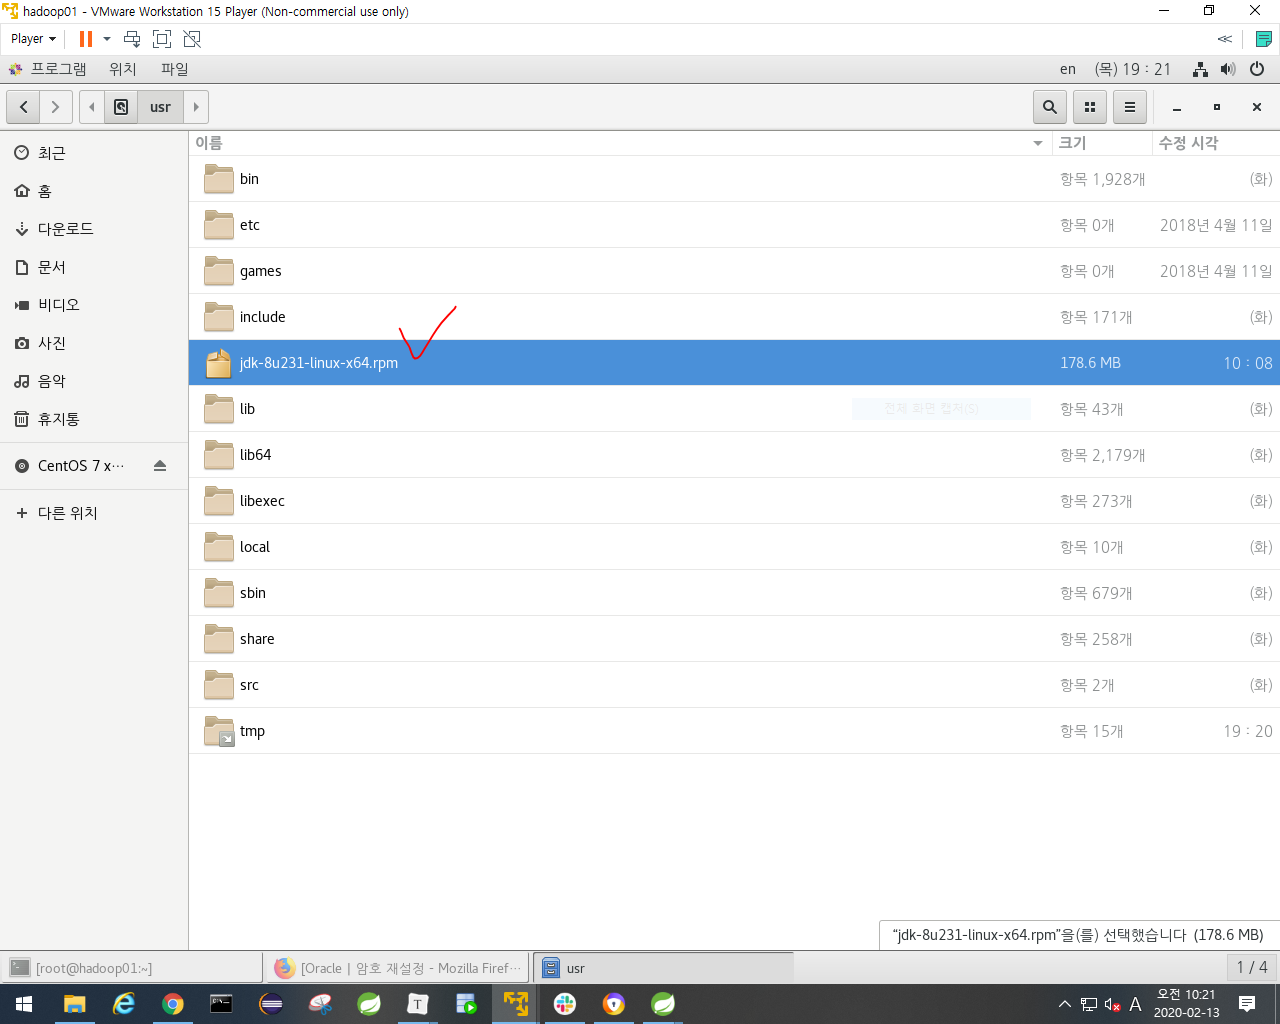 hadoop01 - VMware Workstation 15 Player (Non-commercial use only)
Player
프로그램 위치 파일 en (목) 19 : 21
usr
이름 크기 수정 시각
최근
홈
다운로드
문서
비디오
사진
음악
휴지통
CentOS 7 x…
다른 위치
bin 항목 1,928개 (화)
etc 항목 0개 2018년 4월 11일
games 항목 0개 2018년 4월 11일
include 항목 171개 (화)
jdk-8u231-linux-x64.rpm 178.6 MB 10 : 08
lib 항목 43개 (화)
전체 화면 캡처(S)
lib64 항목 2,179개 (화)
libexec 항목 273개 (화)
local 항목 10개 (화)
sbin 항목 679개 (화)
share 항목 258개 (화)
src 항목 2개 (화)
tmp 항목 15개 19 : 20
“jdk-8u231-linux-x64.rpm”을(를) 선택했습니다 (178.6 MB)
[root@hadoop01:~] [Oracle | 암호 재설정 - Mozilla Firef… usr 1 / 4
T A 오전 10:21
2020-02-13